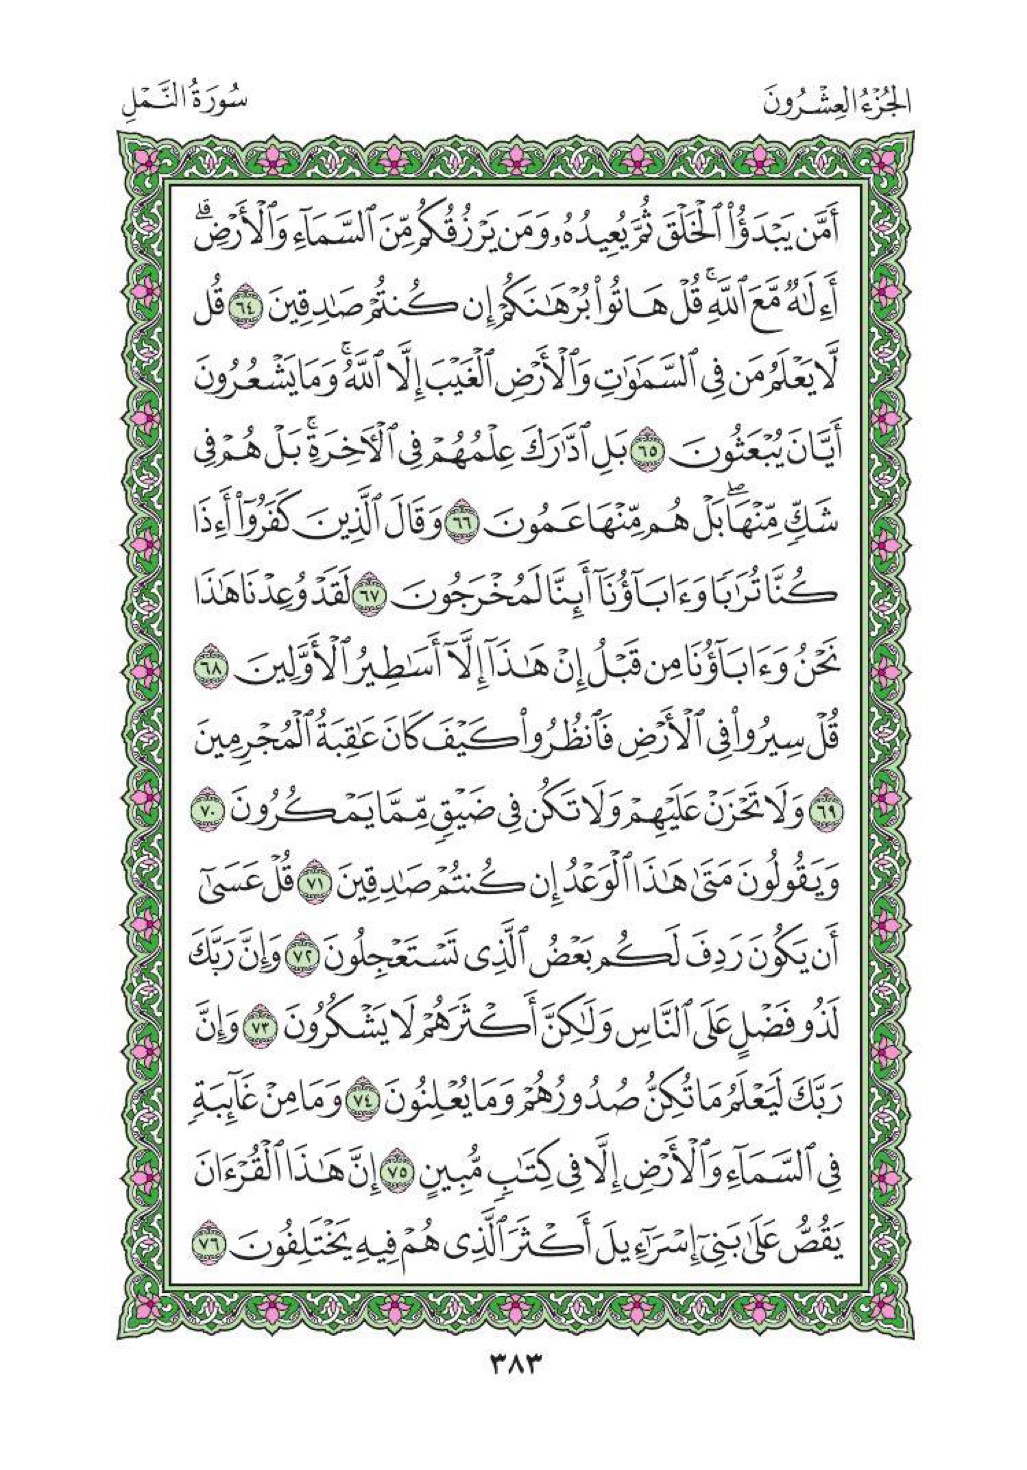 الجُزْءُ العِشْرُونَ
سُورَةُ النَّمْلِ
أَمَّن يَبْدَؤُا۟ ٱلْخَلْقَ ثُمَّ يُعِيدُهُۥ وَمَن يَرْزُقُكُم مِّنَ ٱلسَّمَآءِ وَٱلْأَرْضِ ۗ
أَءِلَٰهٌ مَّعَ ٱللَّهِ ۚ قُلْ هَاتُوا۟ بُرْهَٰنَكُمْ إِن كُنتُمْ صَٰدِقِينَ ٦٤ قُل
لَّا يَعْلَمُ مَن فِى ٱلسَّمَٰوَٰتِ وَٱلْأَرْضِ ٱلْغَيْبَ إِلَّا ٱللَّهُ ۚ وَمَا يَشْعُرُونَ
أَيَّانَ يُبْعَثُونَ ٦٥ بَلِ ٱدَّٰرَكَ عِلْمُهُمْ فِى ٱلْـَٔاخِرَةِ ۚ بَلْ هُمْ فِى
شَكٍّ مِّنْهَا ۖ بَلْ هُم مِّنْهَا عَمُونَ ٦٦ وَقَالَ ٱلَّذِينَ كَفَرُوٓا۟ أَءِذَا
كُنَّا تُرَٰبًا وَءَابَآؤُنَآ أَئِنَّا لَمُخْرَجُونَ ٦٧ لَقَدْ وُعِدْنَا هَٰذَا
نَحْنُ وَءَابَآؤُنَا مِن قَبْلُ إِنْ هَٰذَآ إِلَّآ أَسَٰطِيرُ ٱلْأَوَّلِينَ ٦٨
قُلْ سِيرُوا۟ فِى ٱلْأَرْضِ فَٱنظُرُوا۟ كَيْفَ كَانَ عَٰقِبَةُ ٱلْمُجْرِمِينَ
٦٩ وَلَا تَحْزَنْ عَلَيْهِمْ وَلَا تَكُن فِى ضَيْقٍ مِّمَّا يَمْكُرُونَ ٧٠
وَيَقُولُونَ مَتَىٰ هَٰذَا ٱلْوَعْدُ إِن كُنتُمْ صَٰدِقِينَ ٧١ قُلْ عَسَىٰٓ
أَن يَكُونَ رَدِفَ لَكُم بَعْضُ ٱلَّذِى تَسْتَعْجِلُونَ ٧٢ وَإِنَّ رَبَّكَ
لَذُو فَضْلٍ عَلَى ٱلنَّاسِ وَلَٰكِنَّ أَكْثَرَهُمْ لَا يَشْكُرُونَ ٧٣ وَإِنَّ
رَبَّكَ لَيَعْلَمُ مَا تُكِنُّ صُدُورُهُمْ وَمَا يُعْلِنُونَ ٧٤ وَمَا مِنْ غَآئِبَةٍ
فِى ٱلسَّمَآءِ وَٱلْأَرْضِ إِلَّا فِى كِتَٰبٍ مُّبِينٍ ٧٥ إِنَّ هَٰذَا ٱلْقُرْءَانَ
يَقُصُّ عَلَىٰ بَنِىٓ إِسْرَٰٓءِيلَ أَكْثَرَ ٱلَّذِى هُمْ فِيهِ يَخْتَلِفُونَ ٧٦
٣٨٣